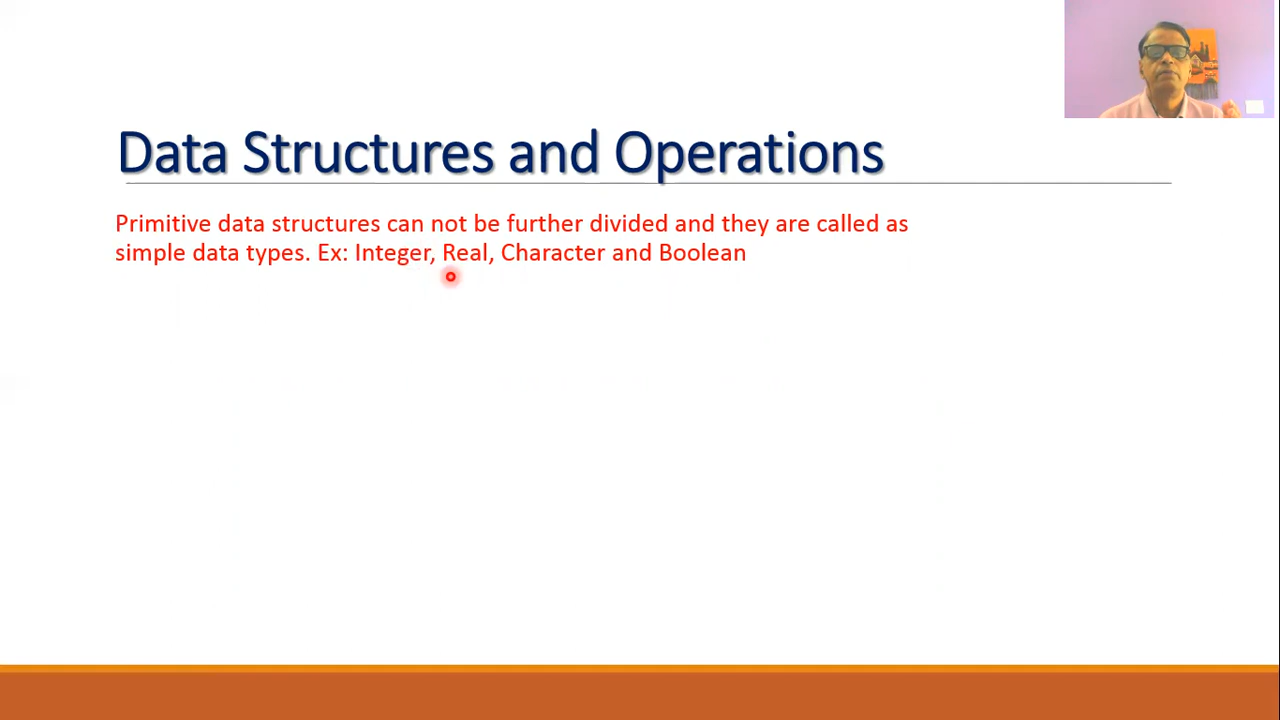 Data Structures and Operations
Primitive data structures can not be further divided and they are called as
simple data types. Ex: Integer, Real, Character and Boolean